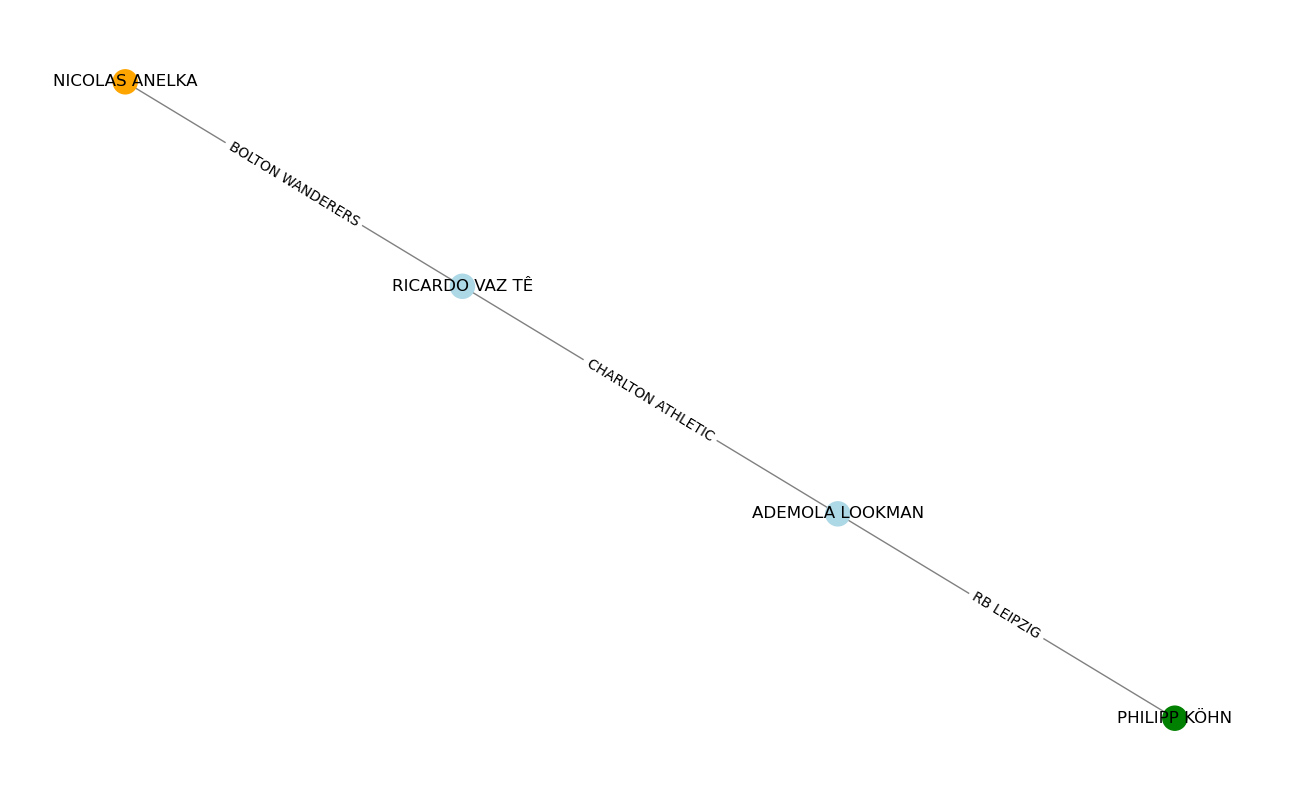 NICOLAS ANELKA
BOLTON WANDERERS
RICARDO VAZ TÊ
CHARLTON ATHLETIC
ADEMOLA LOOKMAN
RB LEIPZIG
PHILIPP KÖHN